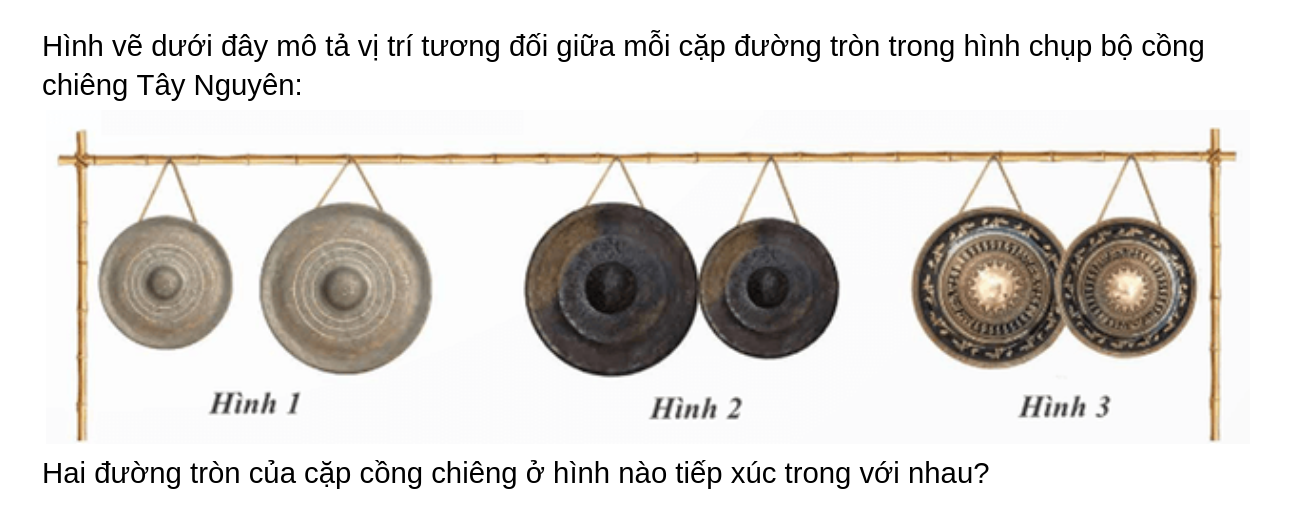 Hình vẽ dưới đây mô tả vị trí tương đối giữa mỗi cặp đường tròn trong hình chụp bộ cồng
chiêng Tây Nguyên:
Hình 1
Hình 2
Hình 3
Hai đường tròn của cặp cồng chiêng ở hình nào tiếp xúc trong với nhau?